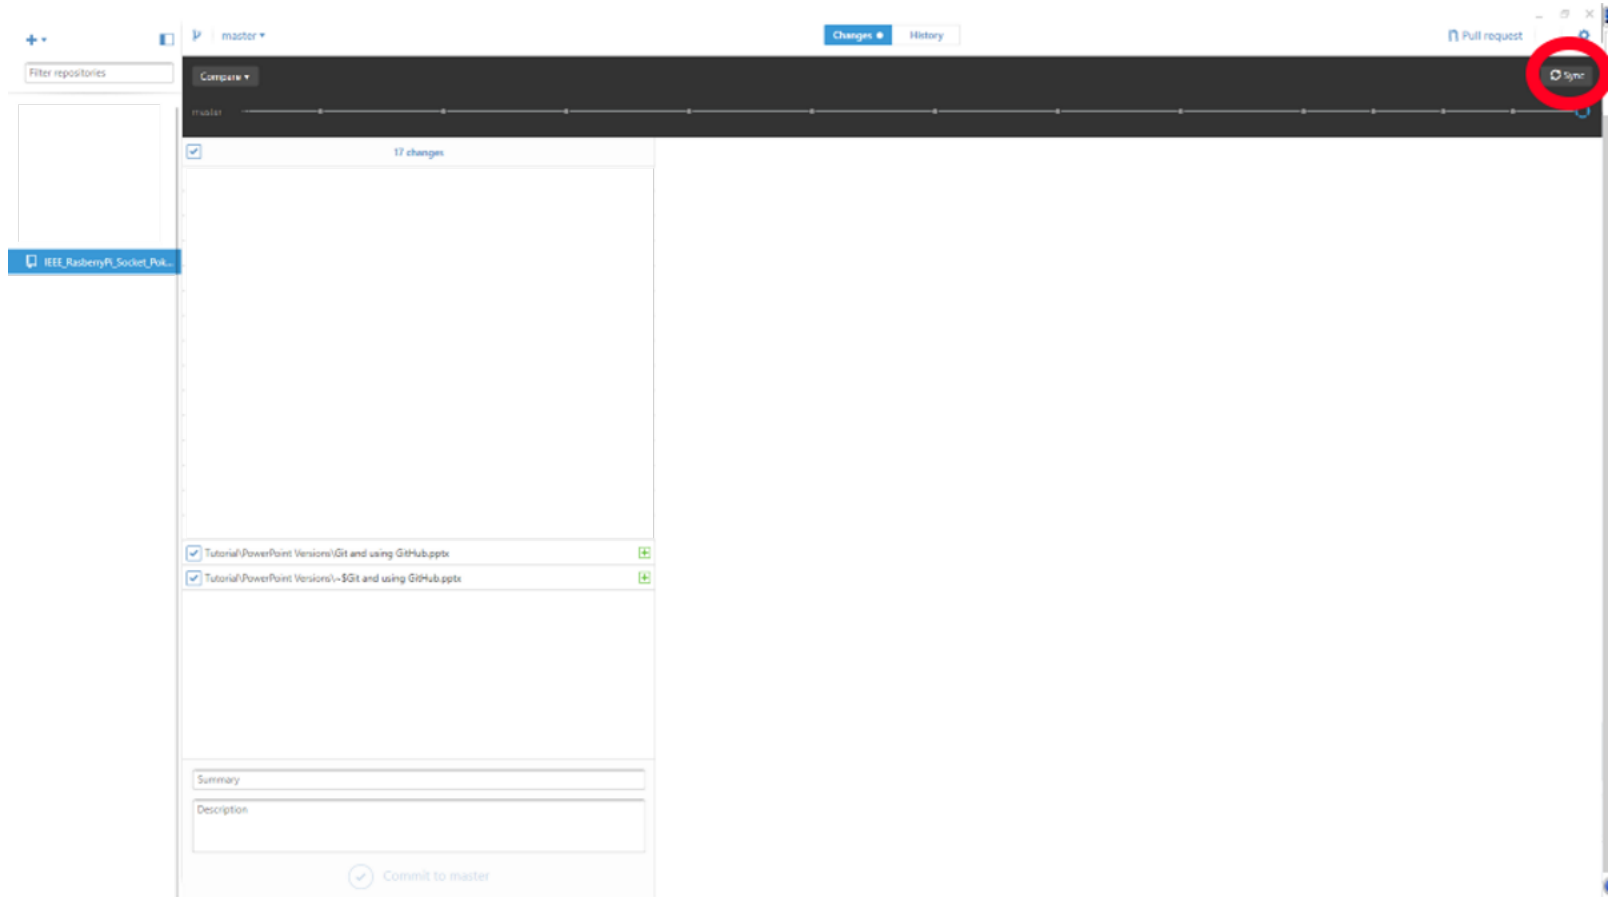 master
Changes
History
Pull request
Filter repositories
Compare
Sync
master
17 changes
IEEE_RasberryPi_Socket_Pok...
Tutorial\PowerPoint Versions\Git and using GitHub.pptx
Tutorial\PowerPoint Versions\~$Git and using GitHub.pptx
Summary
Description
Commit to master